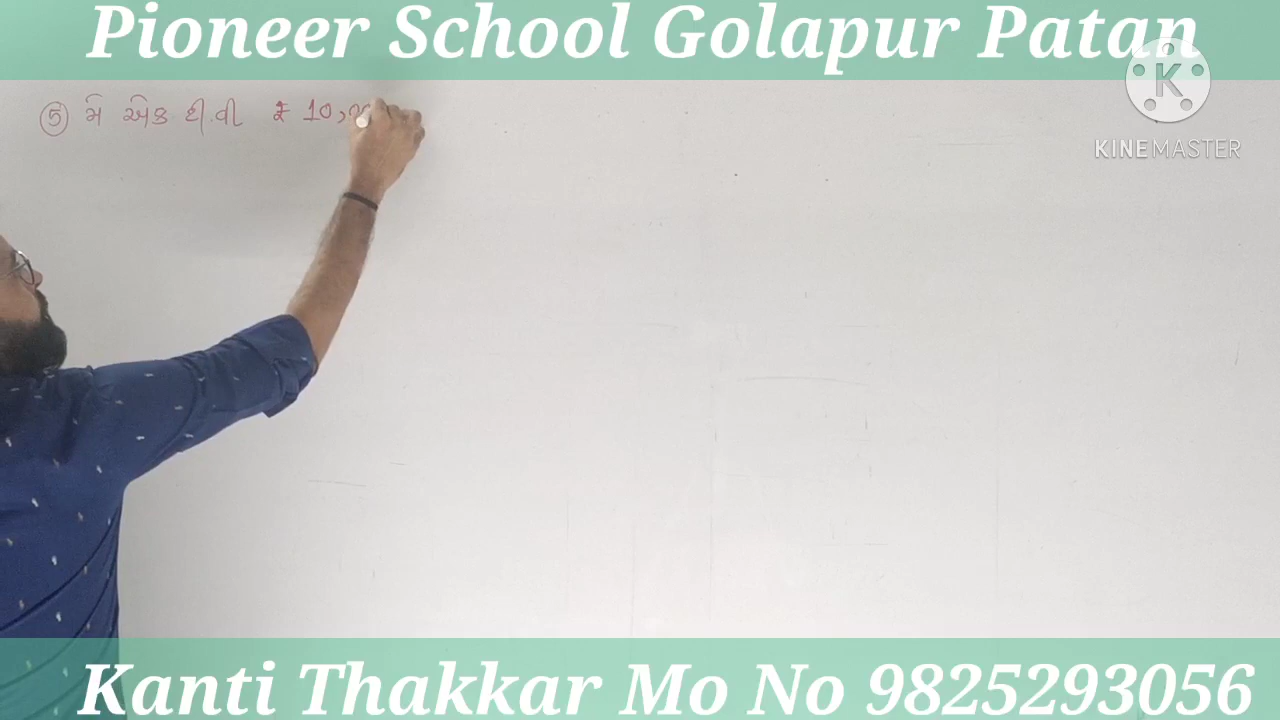 Pioneer School Golapur Patan
K
KINEMASTER
⑤ મેં એક ટી.વી ₹ 10,
Kanti Thakkar Mo No 9825293056